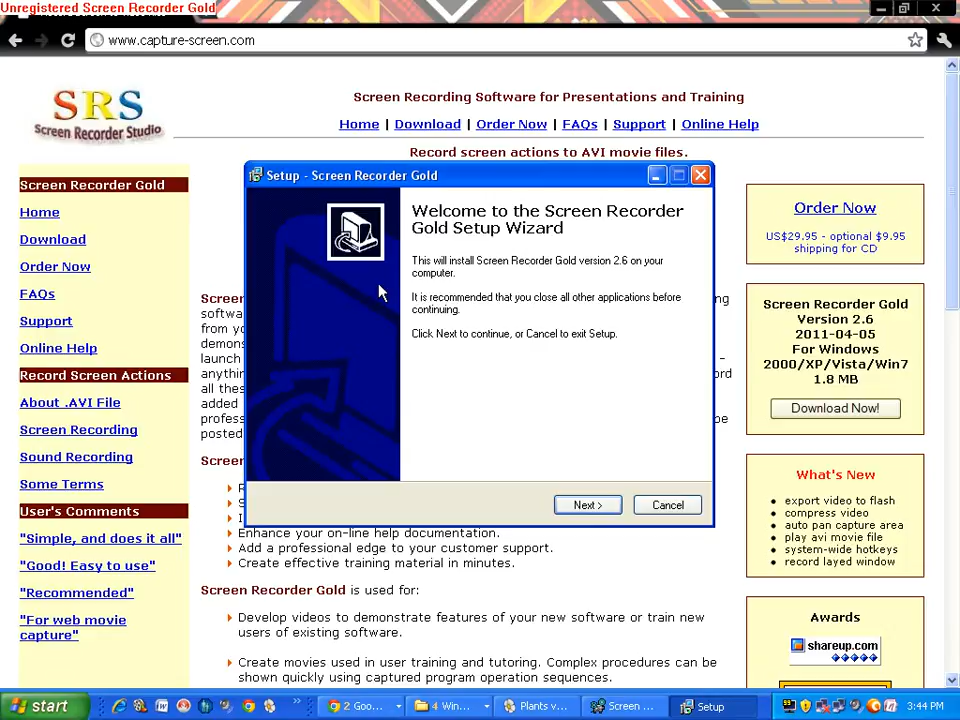 Unregistered Screen Recorder Gold
www.capture-screen.com
SRS
Screen Recorder Studio
Screen Recording Software for Presentations and Training
Home | Download | Order Now | FAQs | Support | Online Help
Record screen actions to AVI movie files.
Screen Recorder Gold
Home
Download
Order Now
FAQs
Support
Online Help
Record Screen Actions
About .AVI File
Screen Recording
Sound Recording
Some Terms
User's Comments
"Simple, and does it all"
"Good! Easy to use"
"Recommended"
"For web movie
capture"
Setup - Screen Recorder Gold
Welcome to the Screen Recorder
Gold Setup Wizard
This will install Screen Recorder Gold version 2.6 on your
computer.
It is recommended that you close all other applications before
continuing.
Click Next to continue, or Cancel to exit Setup.
Next >
Cancel
Enhance your on-line help documentation.
Add a professional edge to your customer support.
Create effective training material in minutes.
Screen Recorder Gold is used for:
Develop videos to demonstrate features of your new software or train new
users of existing software.
Create movies used in user training and tutoring. Complex procedures can be
shown quickly using captured program operation sequences.
Order Now
US$29.95 - optional $9.95
shipping for CD
Screen Recorder Gold
Version 2.6
2011-04-05
For Windows
2000/XP/Vista/Win7
1.8 MB
Download Now!
What's New
export video to flash
compress video
auto pan capture area
play avi movie file
system-wide hotkeys
record layed window
Awards
shareup.com
start
2 Goo...
4 Win...
Plants v...
Screen ...
Setup
3:44 PM